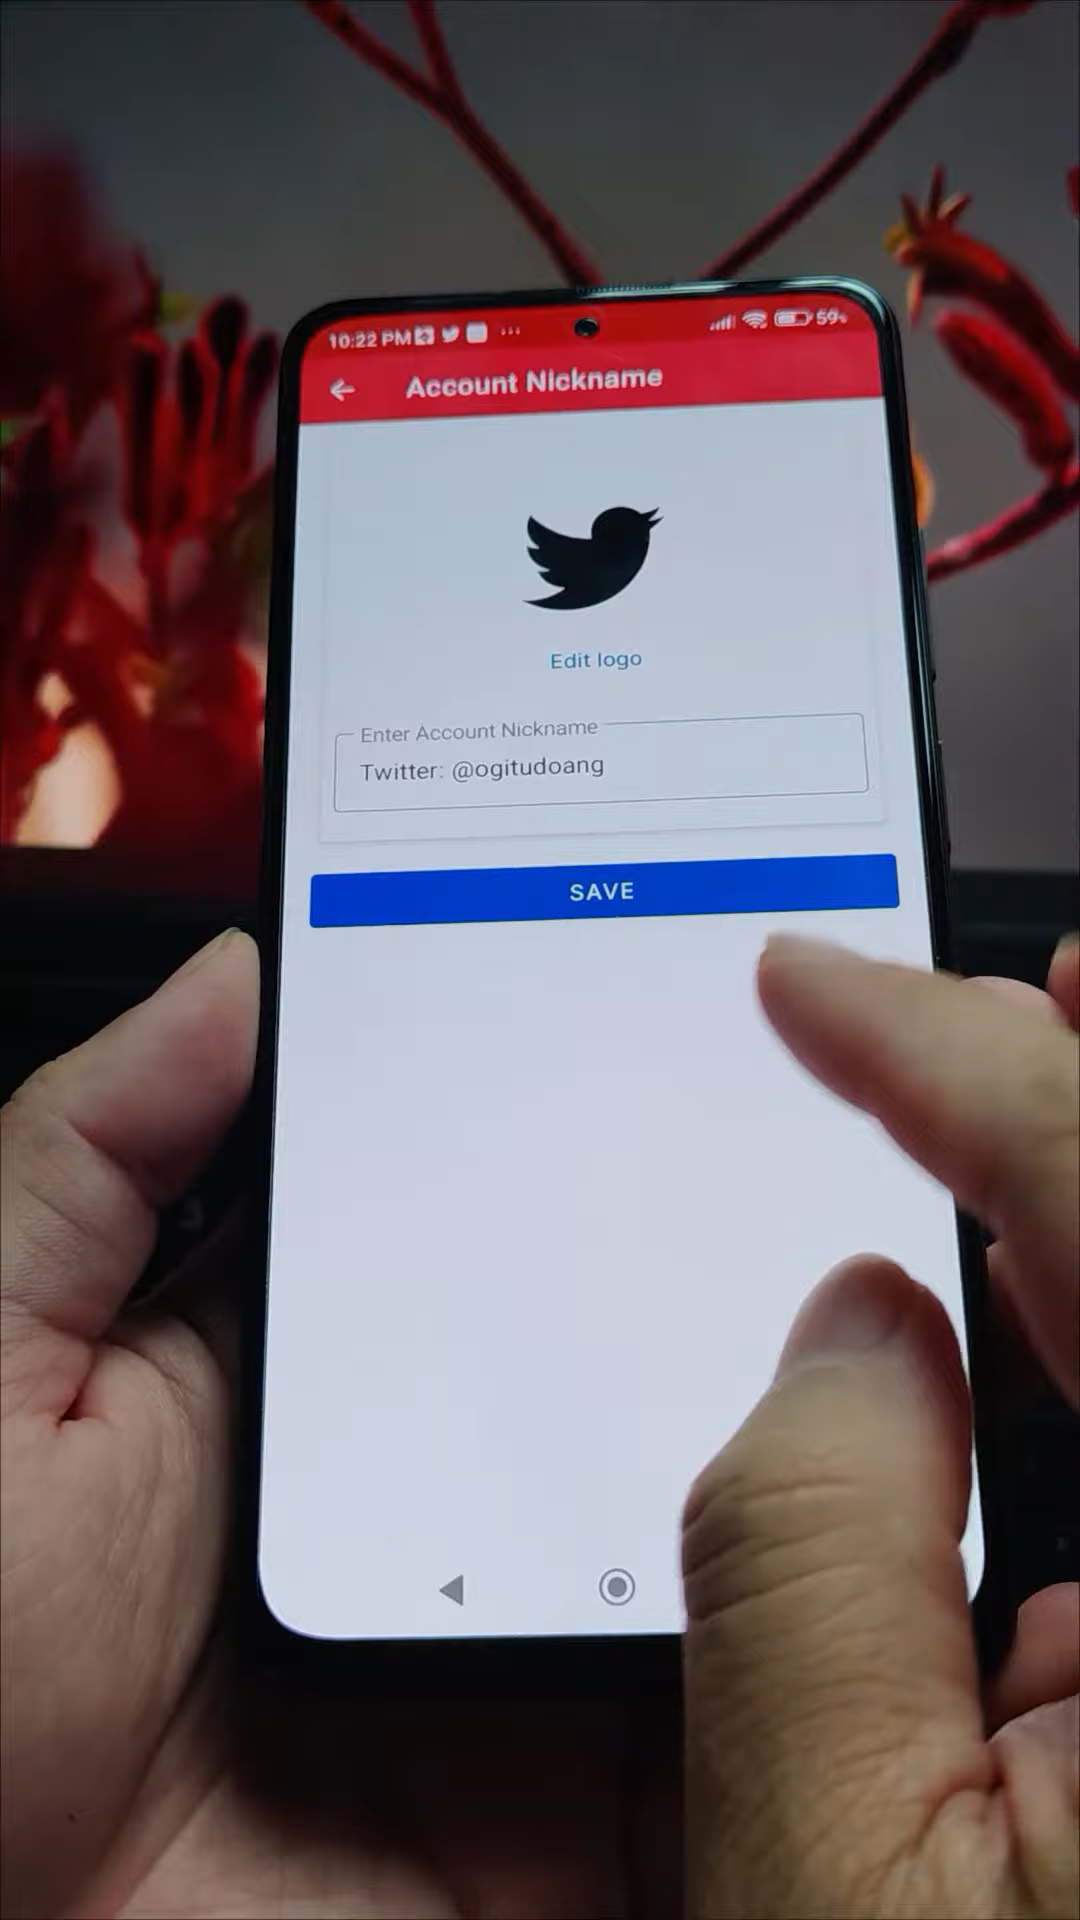 10:22 PM
59%
Account Nickname
Edit logo
Enter Account Nickname
Twitter: @ogitudoang
SAVE